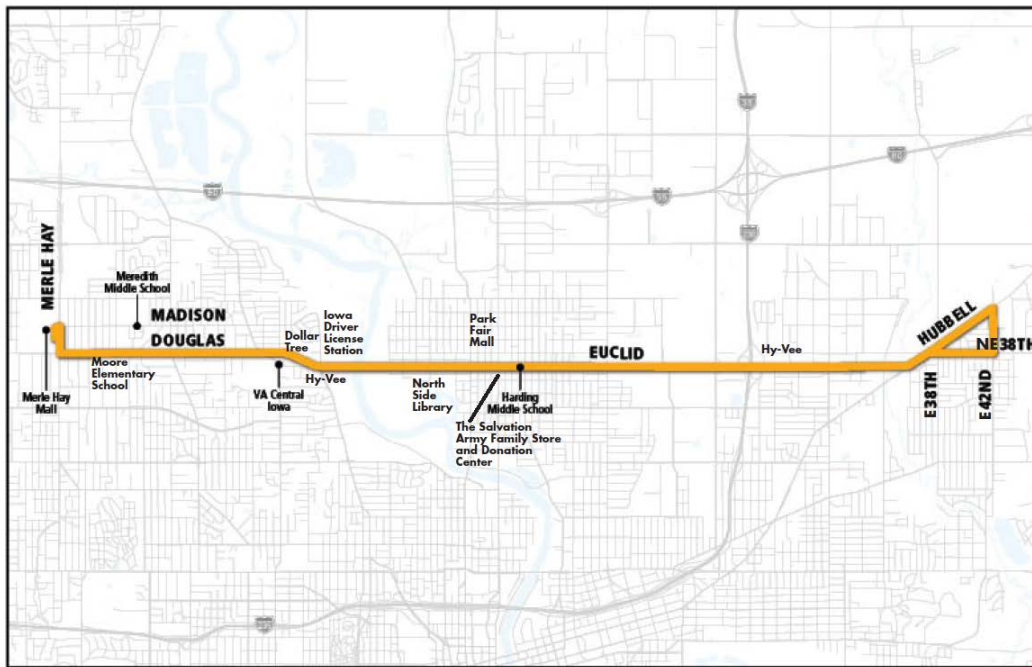 MERLE HAY
Meredith
Middle School
MADISON
DOUGLAS
Moore
Elementary
School
Merle Hay
Mall
Dollar
Tree
Iowa
Driver
License
Station
VA Central
Iowa
Hy-Vee
Park
Fair
Mall
North
Side
Library
The Salvation
Army Family Store
and Donation
Center
Harding
Middle School
EUCLID
Hy-Vee
HUBBELL
NE38TH
E38TH
E42ND